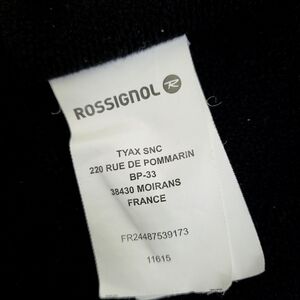 ROSSIGNOL R
TYAX SNC
220 RUE DE POMMARIN
BP-33
38430 MOIRANS
FRANCE
FR24487539173
11615